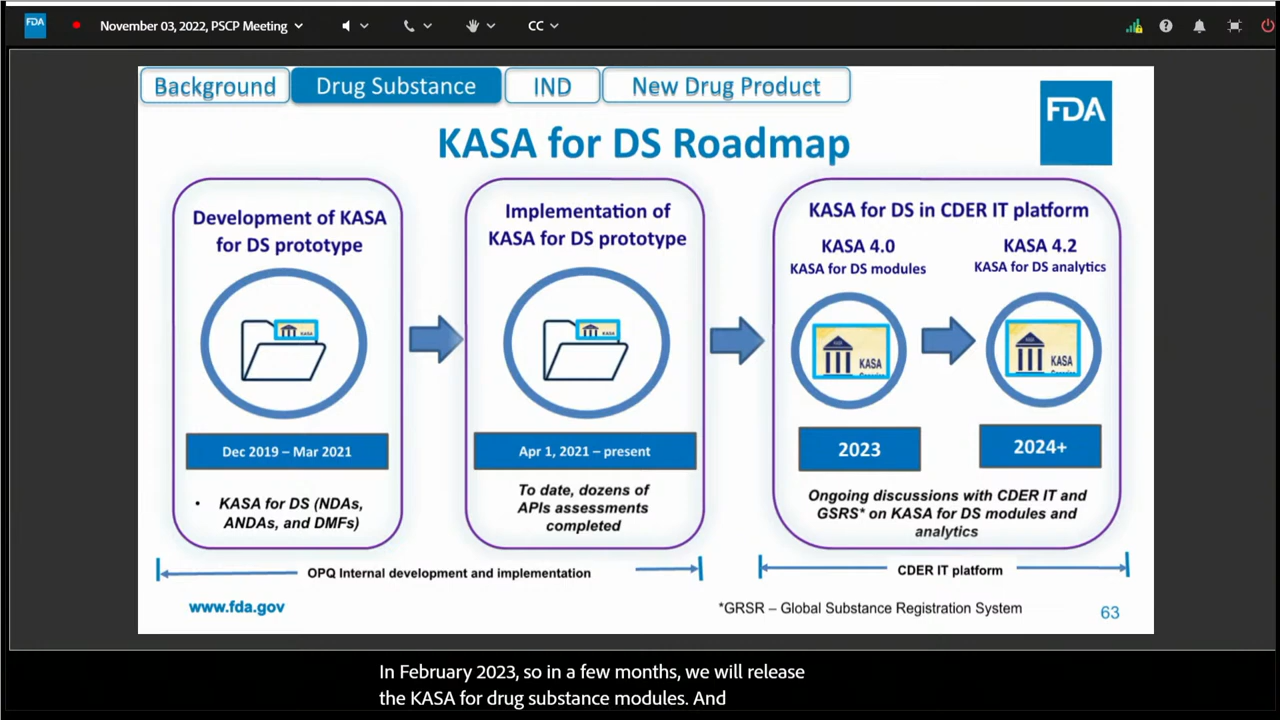 FDA
November 03, 2022, PSCP Meeting
CC
Background
Drug Substance
IND
New Drug Product
FDA
KASA for DS Roadmap
Development of KASA
for DS prototype
KASA
Dec 2019 – Mar 2021
• KASA for DS (NDAs,
ANDAs, and DMFs)
Implementation of
KASA for DS prototype
KASA
Apr 1, 2021 – present
To date, dozens of
APIs assessments
completed
KASA for DS in CDER IT platform
KASA 4.0
KASA for DS modules
KASA
2023
KASA 4.2
KASA for DS analytics
KASA
2024+
Ongoing discussions with CDER IT and
GSRS* on KASA for DS modules and
analytics
OPQ Internal development and implementation
CDER IT platform
www.fda.gov
*GRSR – Global Substance Registration System
63
In February 2023, so in a few months, we will release
the KASA for drug substance modules. And